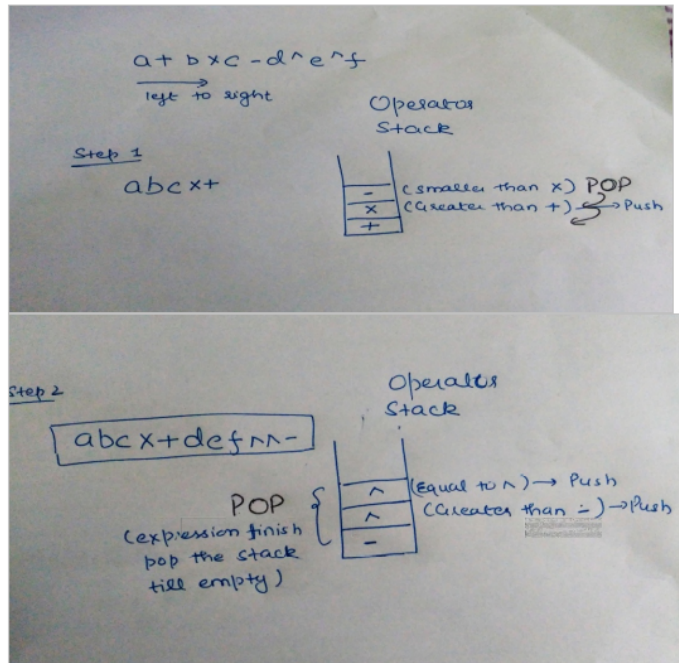 a + b × c - d ^ e ^ f
left to right
Operator
Stack
Step 1
abc×+
- (smaller than ×) POP
× (Greater than +) → Push
+
Step 2
Operator
Stack
abc×+def^^-
^ (Equal to ^) → Push
^ (Greater than -) → Push
-
POP
(expression finish
pop the stack
till empty)